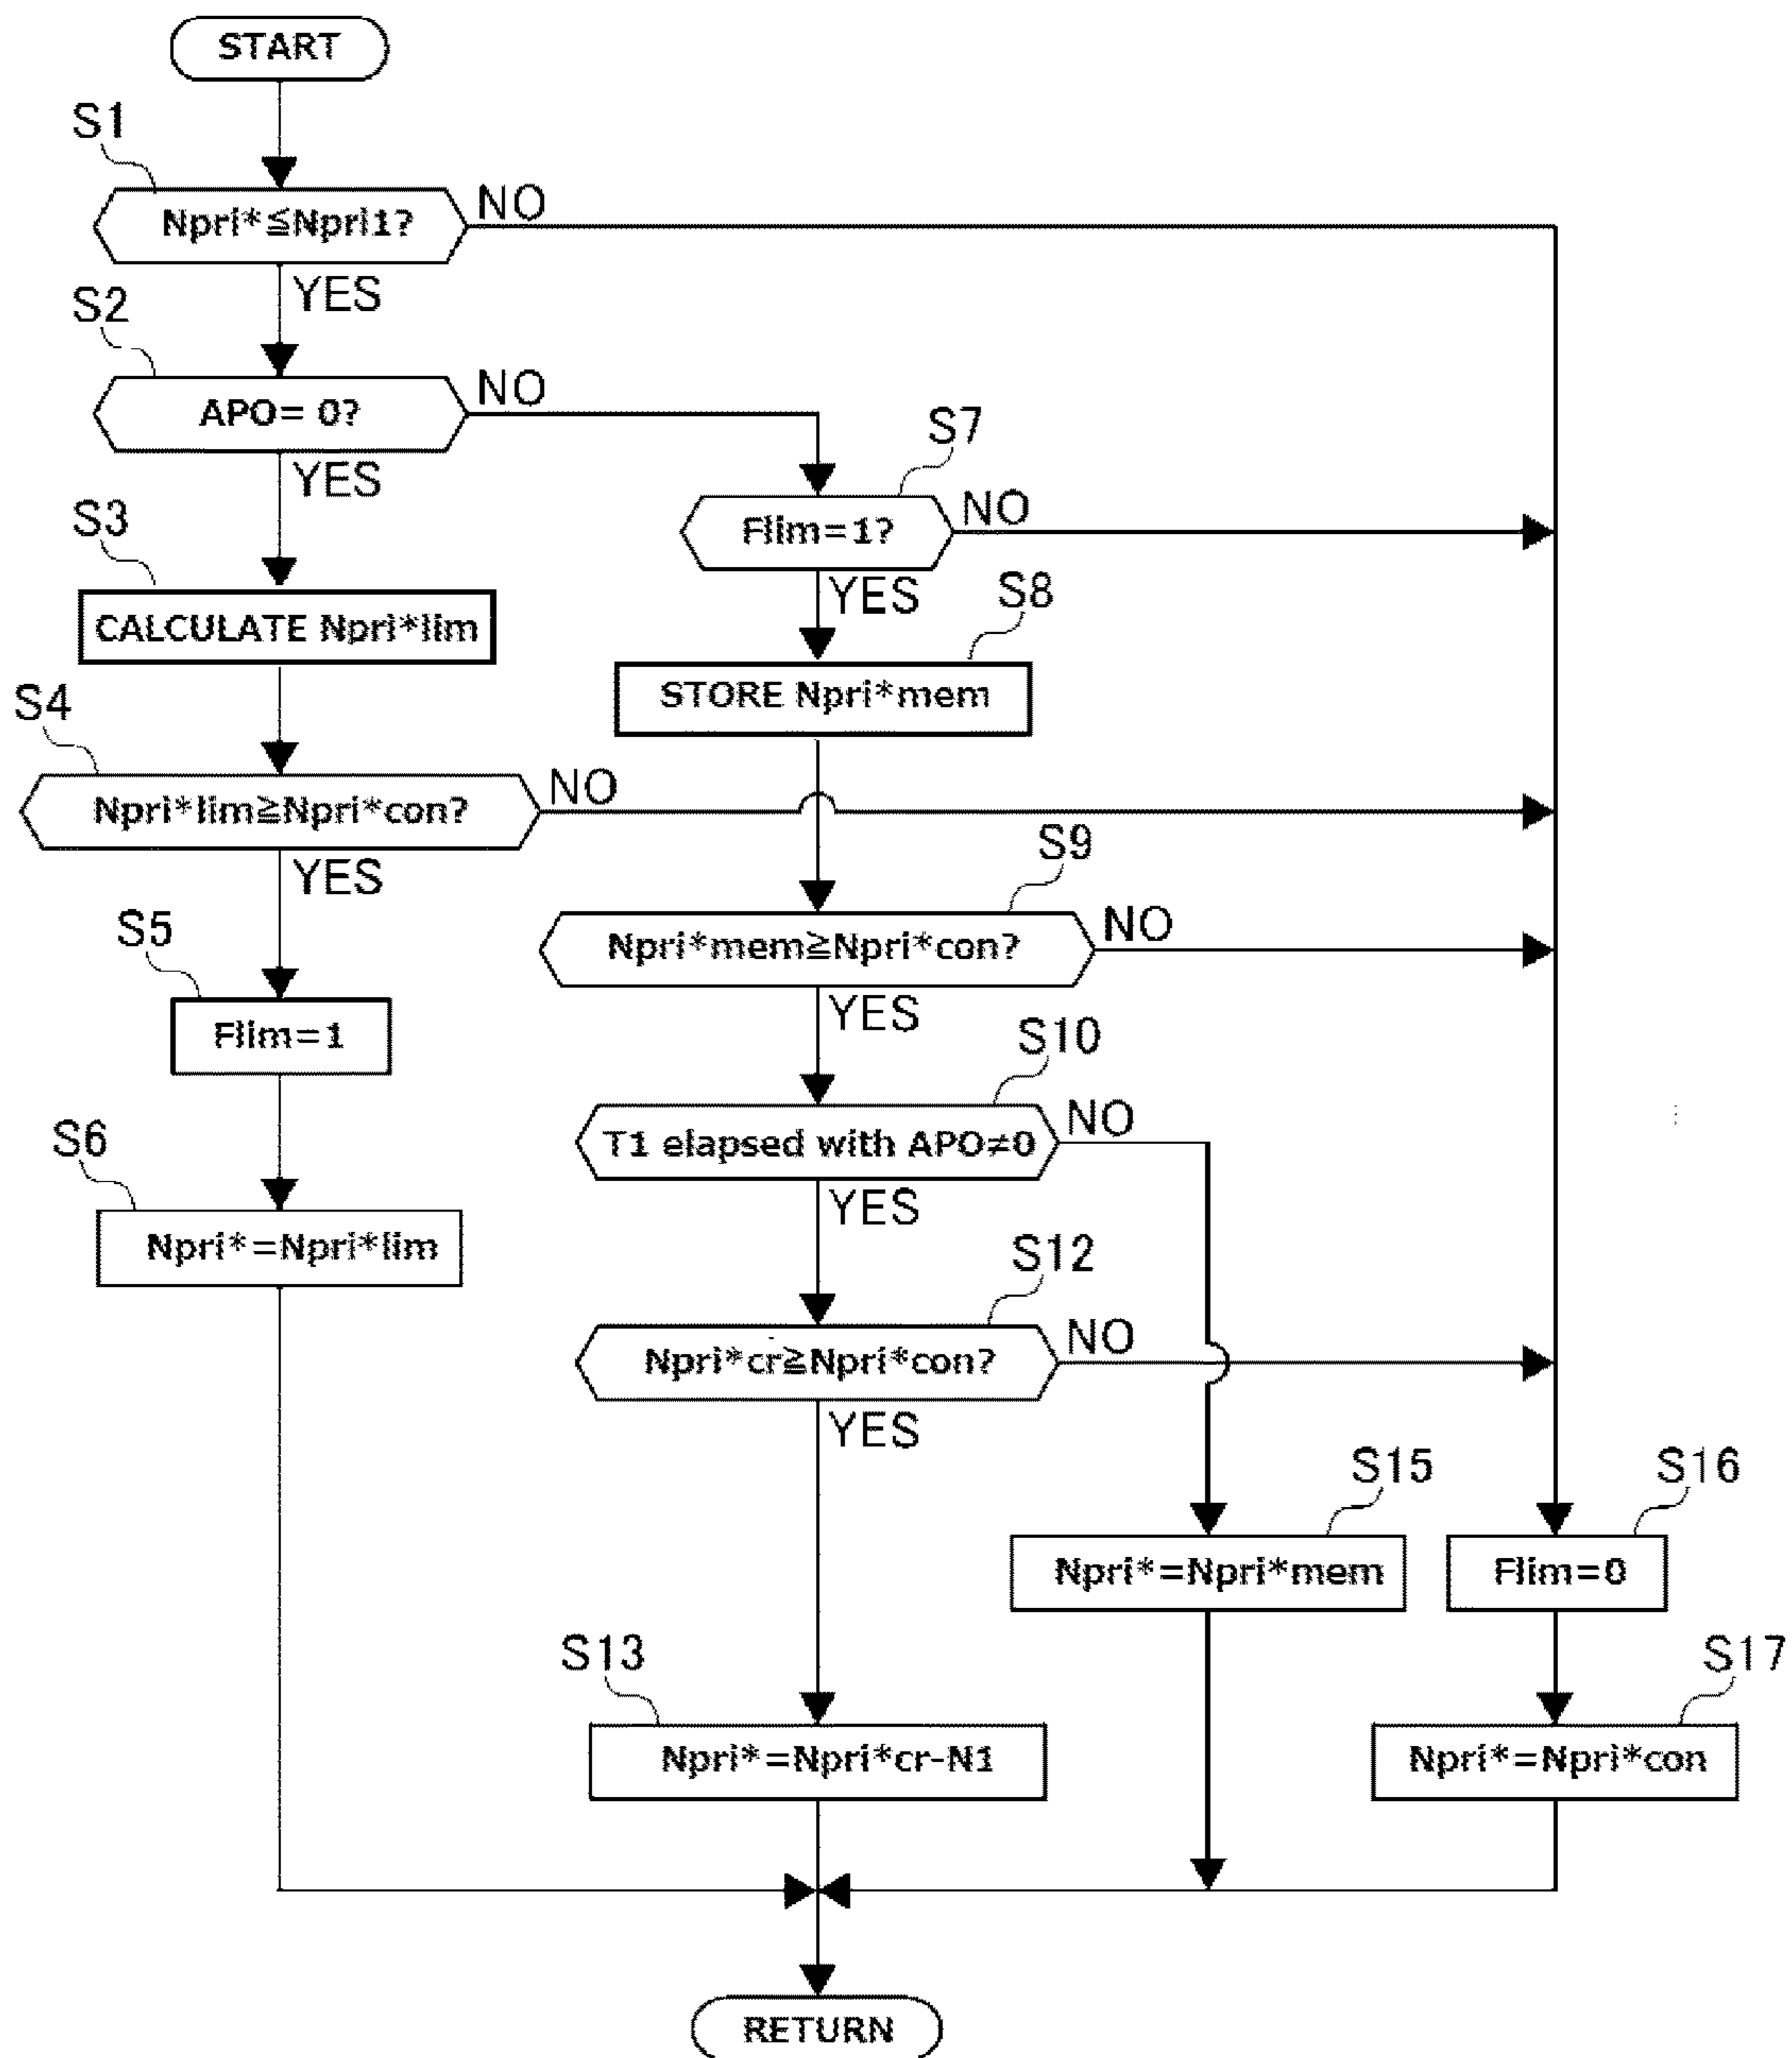 START
S1
Npri*≦Npri1?
NO
YES
S2
APO= 0?
NO
YES
S7
Flim=1?
NO
YES
S3
CALCULATE Npri*lim
S8
STORE Npri*mem
S4
Npri*lim≧Npri*con?
NO
YES
S9
Npri*mem≧Npri*con?
NO
YES
S5
Flim=1
S10
T1 elapsed with APO≠0
NO
YES
S6
Npri*=Npri*lim
S12
Npri*cr≧Npri*con?
NO
YES
S15
Npri*=Npri*mem
S16
Flim=0
S13
Npri*=Npri*cr-N1
S17
Npri*=Npri*con
RETURN